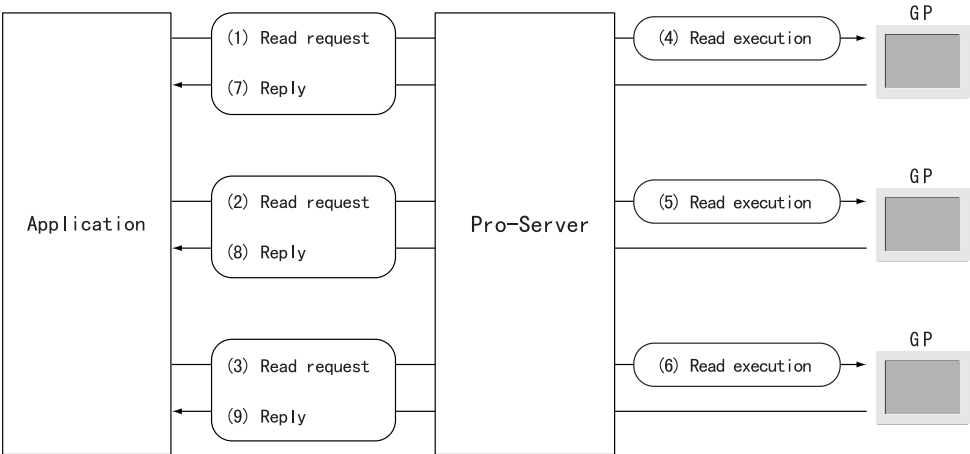 GP
(1) Read request
(4) Read execution
(7) Reply
GP
(2) Read request
(5) Read execution
Application
Pro-Server
(8) Reply
GP
(3) Read request
(6) Read execution
(9) Reply